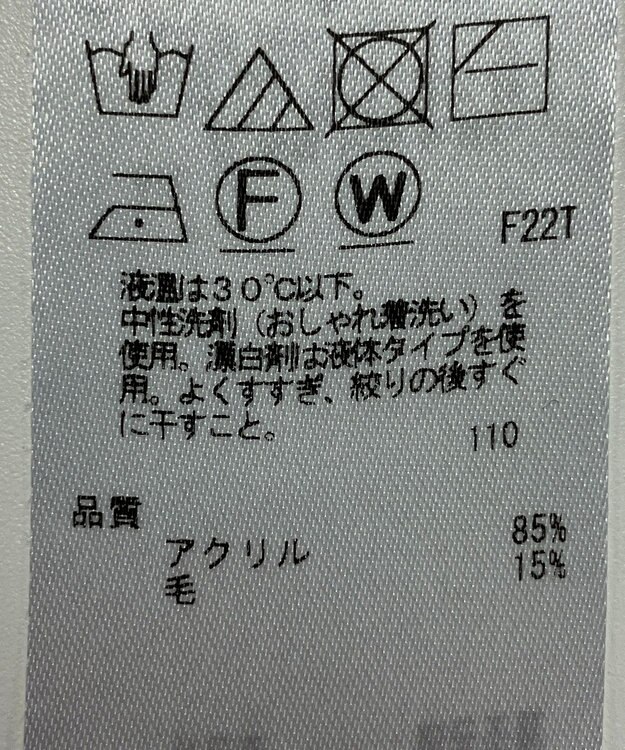 F W F22T
液温は30℃以下。
中性洗剤（おしゃれ着洗い）を
使用。漂白剤は液体タイプを使
用。よくすすぎ、絞りの後すぐ
に干すこと。
110
品質
アクリル 85%
毛 15%